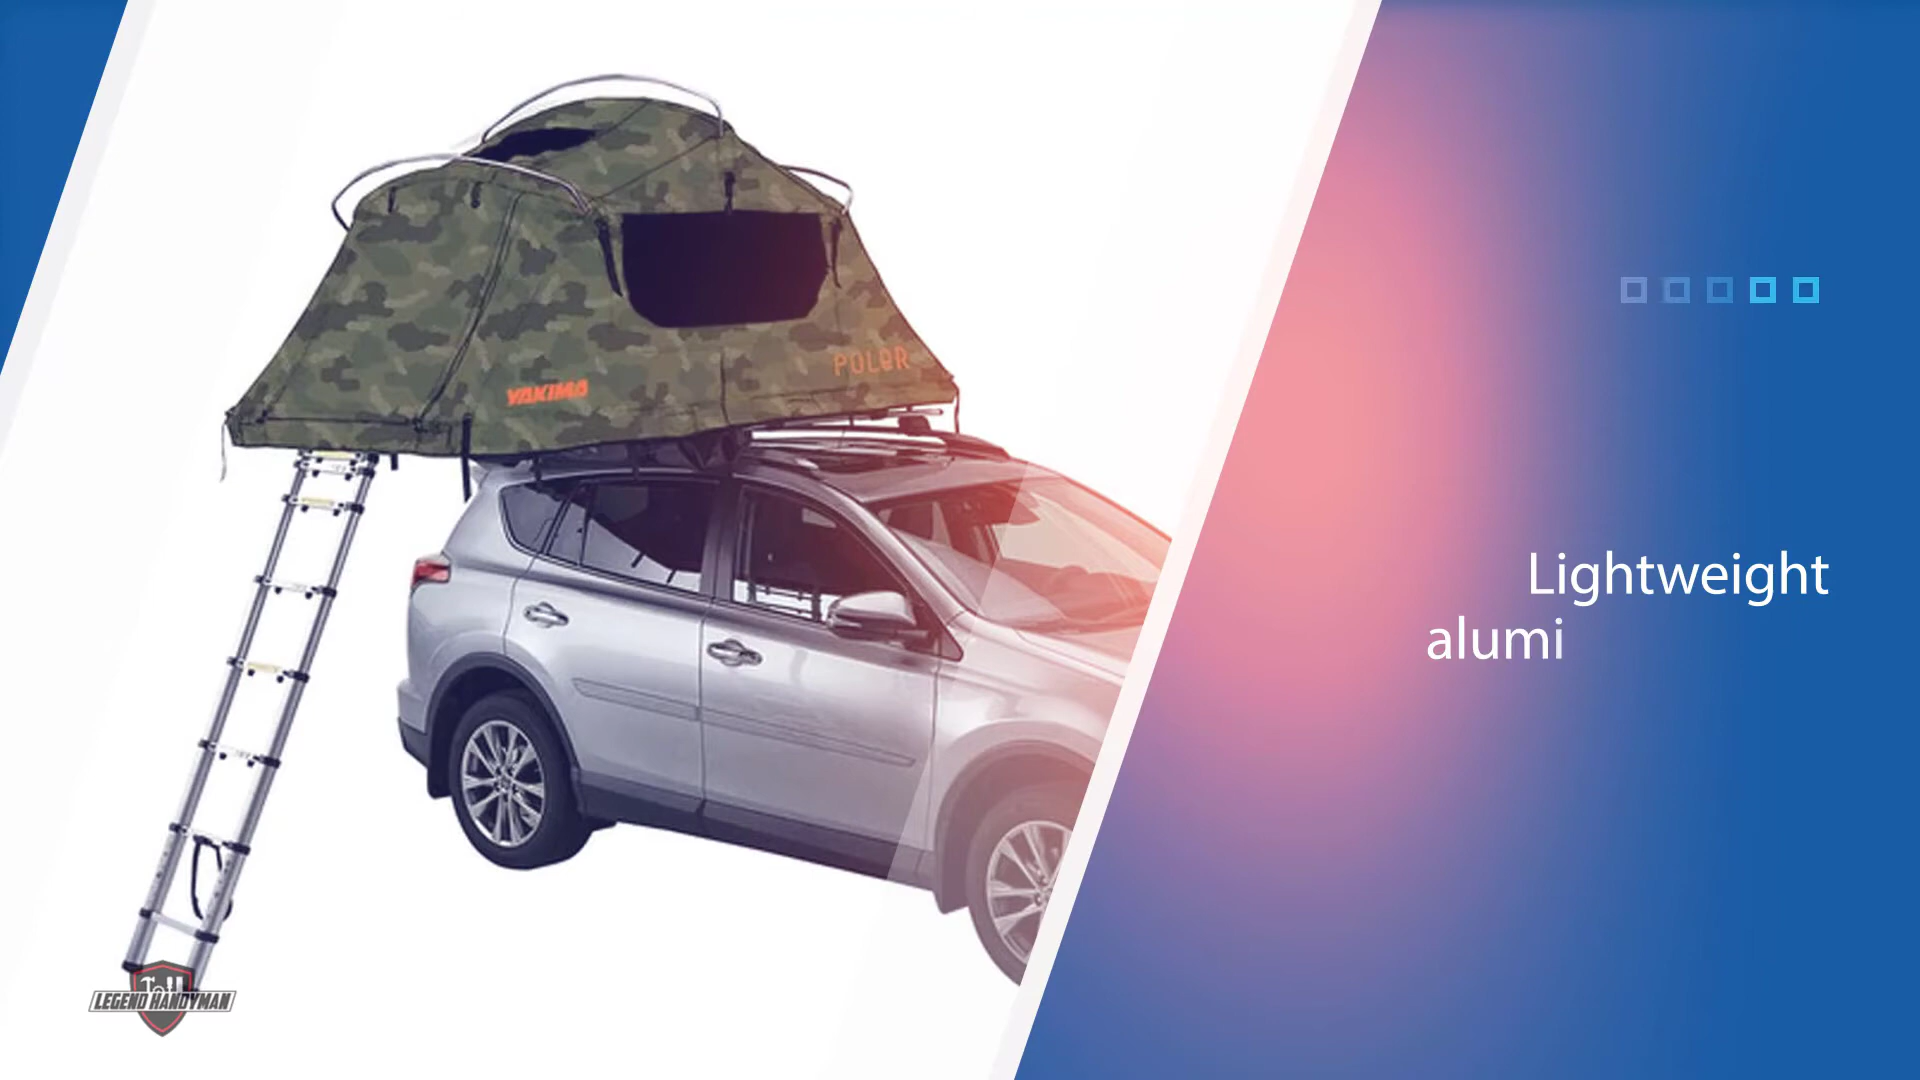 YAKIMA
POLER
Lightweight
alumi
LEGEND HANDYMAN